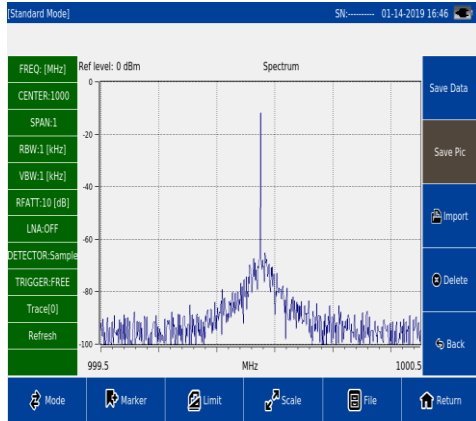 [Standard Mode] SN:---------- 01-14-2019 16:46
FREQ: [MHz]
CENTER:1000
SPAN:1
RBW:1 [kHz]
VBW:1 [kHz]
RFATT:10 [dB]
LNA:OFF
DETECTOR:Sample
TRIGGER:FREE
Trace[0]
Refresh
Ref level: 0 dBm Spectrum
0
-20
-40
-60
-80
-100
999.5 MHz 1000.5
Save Data
Save Pic
Import
Delete
Back
Mode Marker Limit Scale File Return